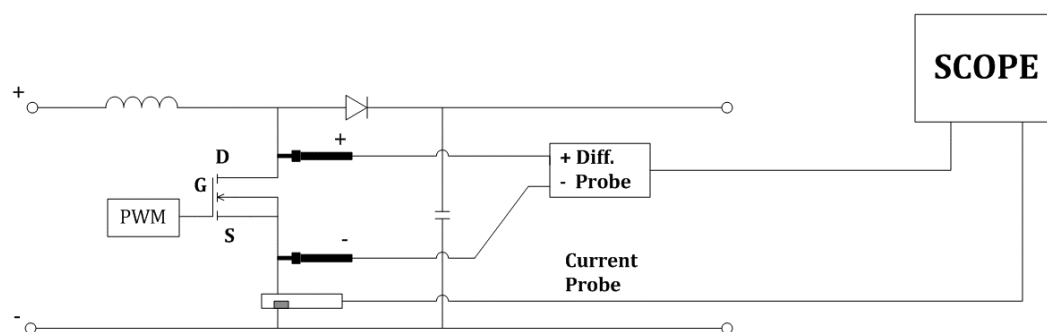 SCOPE
+
+
D
+ Diff.
G
- Probe
PWM
S
-
Current
Probe
-